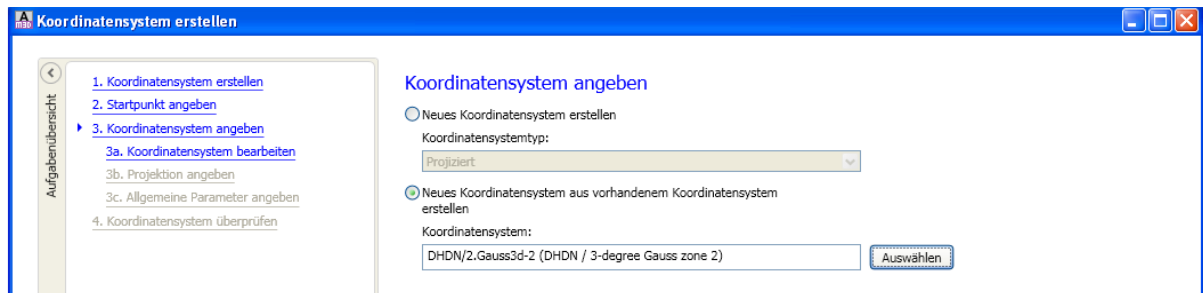 A
M3D
Koordinatensystem erstellen
Aufgabenübersicht
1. Koordinatensystem erstellen
2. Startpunkt angeben
3. Koordinatensystem angeben
3a. Koordinatensystem bearbeiten
3b. Projektion angeben
3c. Allgemeine Parameter angeben
4. Koordinatensystem überprüfen
Koordinatensystem angeben
Neues Koordinatensystem erstellen
Koordinatensystemtyp:
Projiziert
Neues Koordinatensystem aus vorhandenem Koordinatensystem
erstellen
Koordinatensystem:
DHDN/2.Gauss3d-2 (DHDN / 3-degree Gauss zone 2)
Auswählen